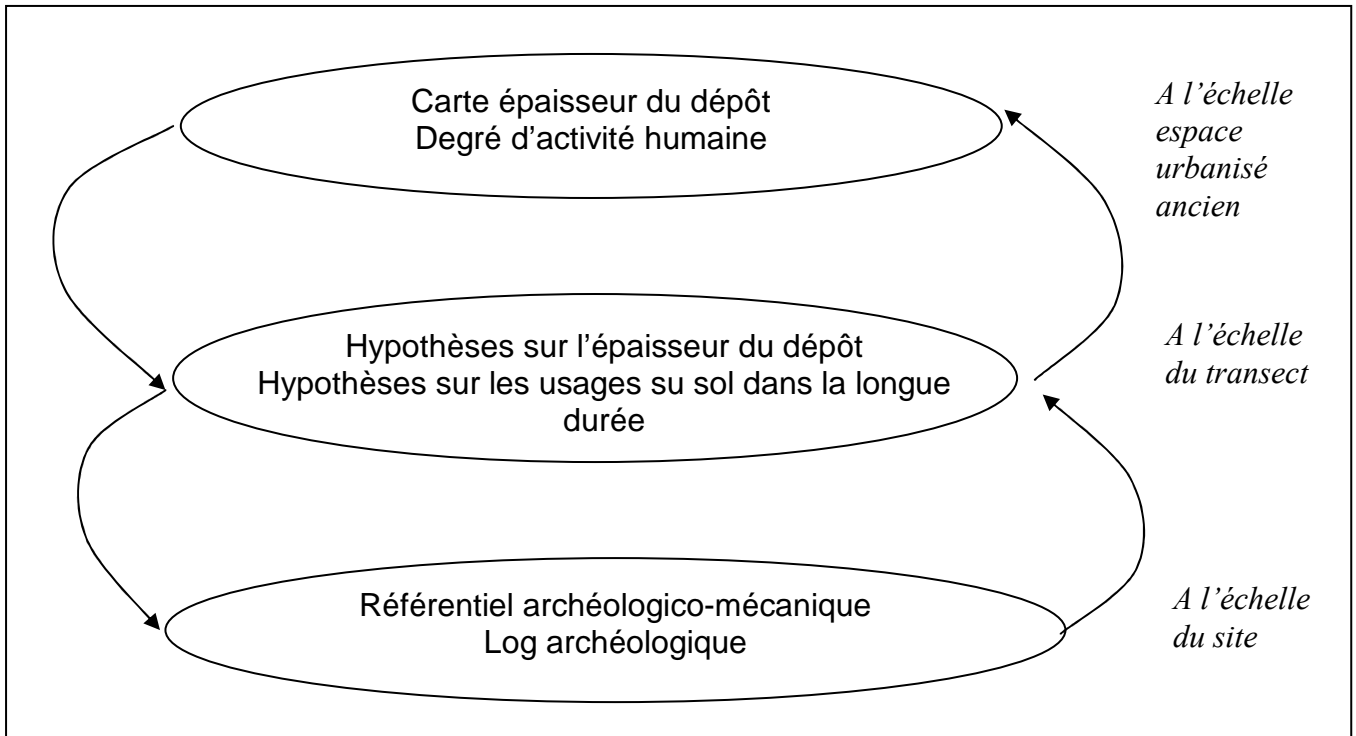 Carte épaisseur du dépôt
Degré d’activité humaine
A l’échelle
espace
urbanisé
ancien
Hypothèses sur l’épaisseur du dépôt
Hypothèses sur les usages su sol dans la longue
durée
A l’échelle
du transect
Référentiel archéologico-mécanique
Log archéologique
A l’échelle
du site